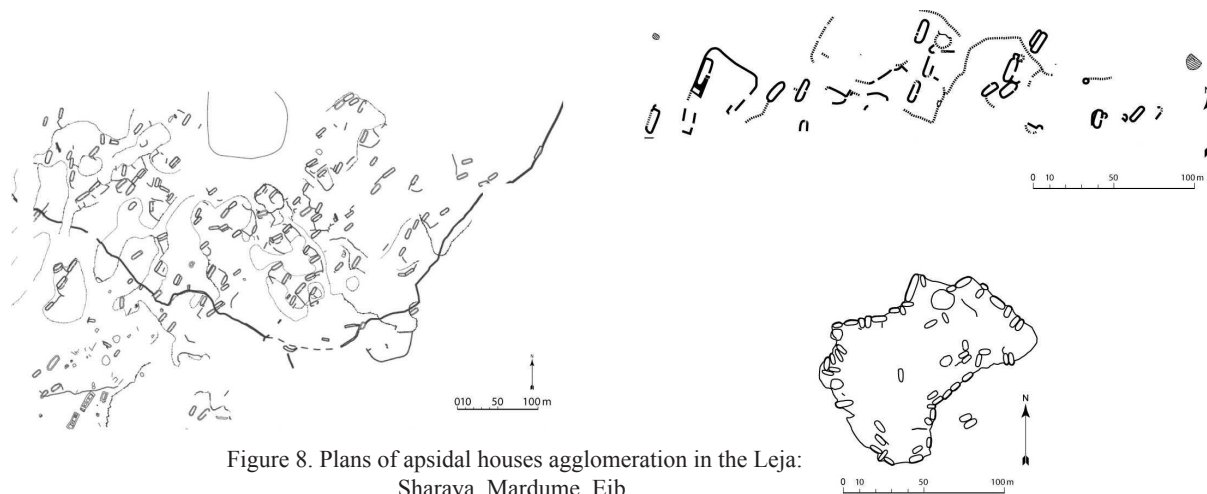 N
0 10 50 100 m
N
010 50 100 m
N
0 10 50 100 m
Figure 8. Plans of apsidal houses agglomeration in the Leja:
Sharaya, Mardume, Eib